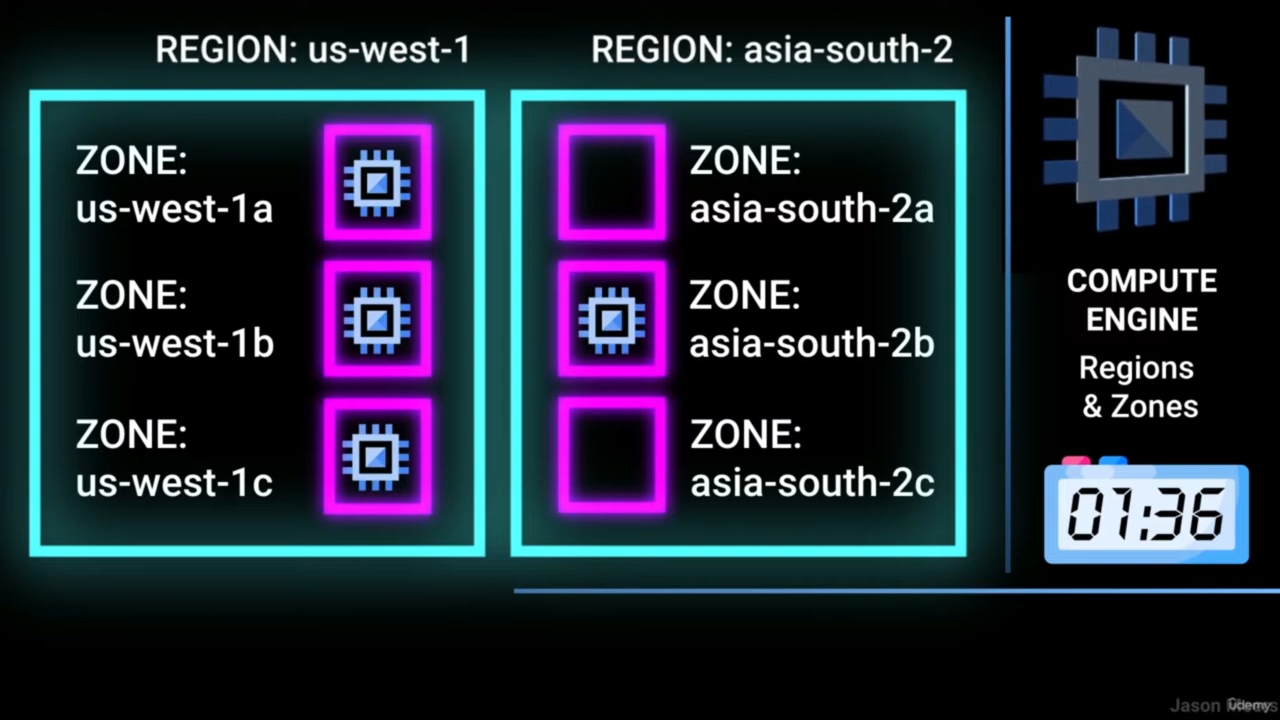 REGION: us-west-1
REGION: asia-south-2
ZONE:
us-west-1a
ZONE:
us-west-1b
ZONE:
us-west-1c
ZONE:
asia-south-2a
ZONE:
asia-south-2b
ZONE:
asia-south-2c
COMPUTE
ENGINE
Regions
& Zones
01:36
Jason
ûdemy